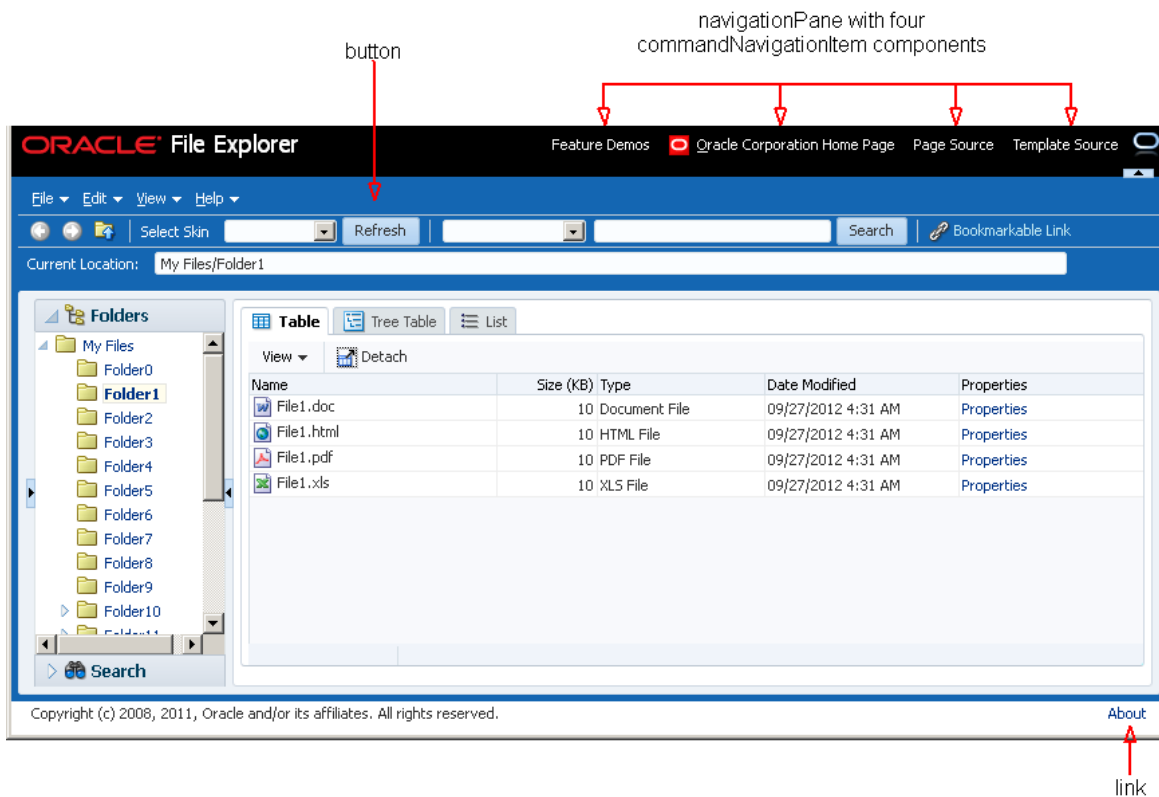 navigationPane with four
commandNavigationItem components
button
ORACLE File Explorer Feature Demos Oracle Corporation Home Page Page Source Template Source
File Edit View Help
Select Skin Refresh Search Bookmarkable Link
Current Location: My Files/Folder1
Folders
My Files
Folder0
Folder1
Folder2
Folder3
Folder4
Folder5
Folder6
Folder7
Folder8
Folder9
Folder10
Folder11
Search
Table Tree Table List
View Detach
Name Size (KB) Type Date Modified Properties
File1.doc 10 Document File 09/27/2012 4:31 AM Properties
File1.html 10 HTML File 09/27/2012 4:31 AM Properties
File1.pdf 10 PDF File 09/27/2012 4:31 AM Properties
File1.xls 10 XLS File 09/27/2012 4:31 AM Properties
Copyright (c) 2008, 2011, Oracle and/or its affiliates. All rights reserved. About
link